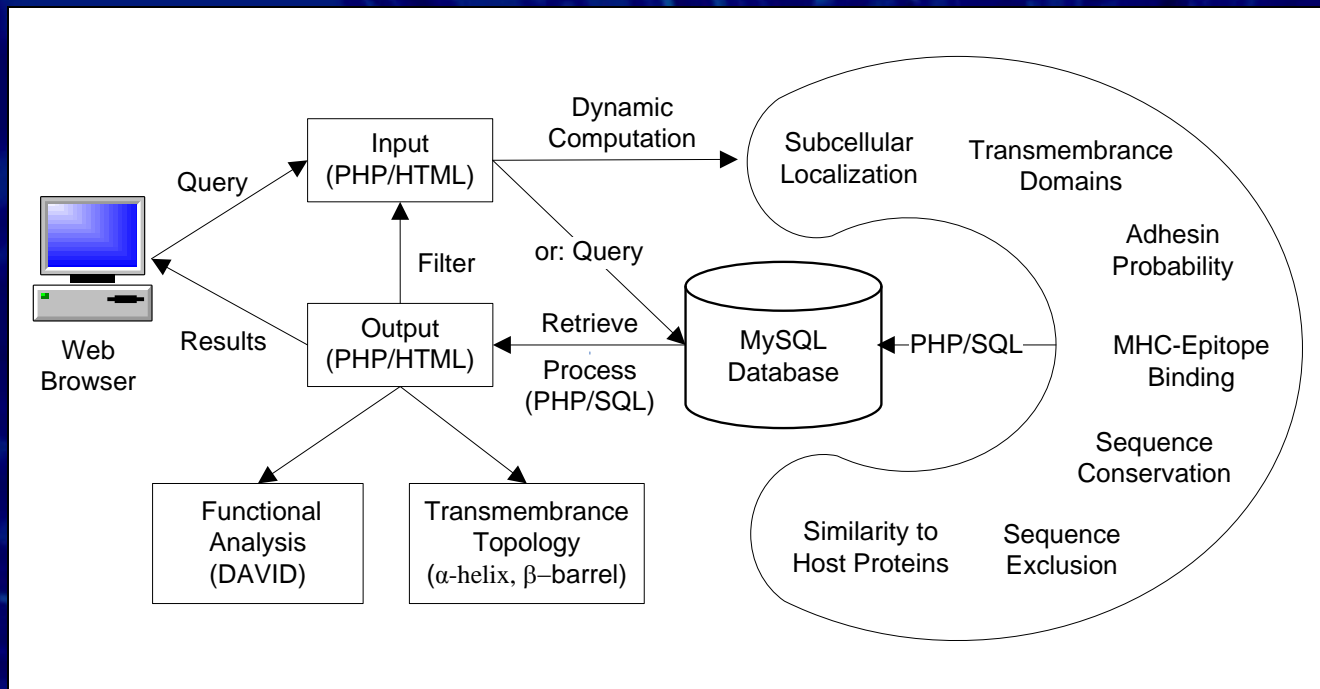 Dynamic
Computation
Input
(PHP/HTML)
Query
Subcellular
Localization
Transmembrance
Domains
Adhesin
Probability
or: Query
Filter
Web
Browser
Results
Output
(PHP/HTML)
Retrieve
Process
(PHP/SQL)
MySQL
Database
PHP/SQL
MHC-Epitope
Binding
Sequence
Conservation
Functional
Analysis
(DAVID)
Transmembrance
Topology
(α-helix, β–barrel)
Similarity to
Host Proteins
Sequence
Exclusion